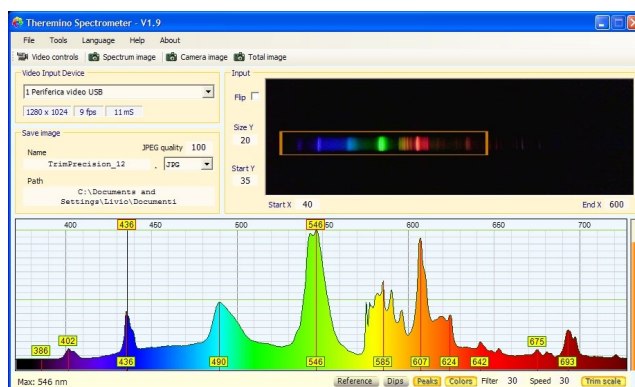 Theremino Spectrometer - V1.9
File Tools Language Help About
Video controls Spectrum image Camera image Total image
Video Input Device
1 Periferica video USB
1280 x 1024 9 fps 11 mS
Save image
Name JPEG quality 100
TrimPrecision_12 . JPG
Path
C:\Documents and
Settings\Livio\Documenti
Input
Flip
Size Y
20
Start Y
35
Start X 40 End X 600
400 436 450 500 546 50 600 650 700
386 402 436 490 546 585 607 624 642 675 693
Max: 546 nm Reference Dips Peaks Colors Filter 30 Speed 30 Trim scale